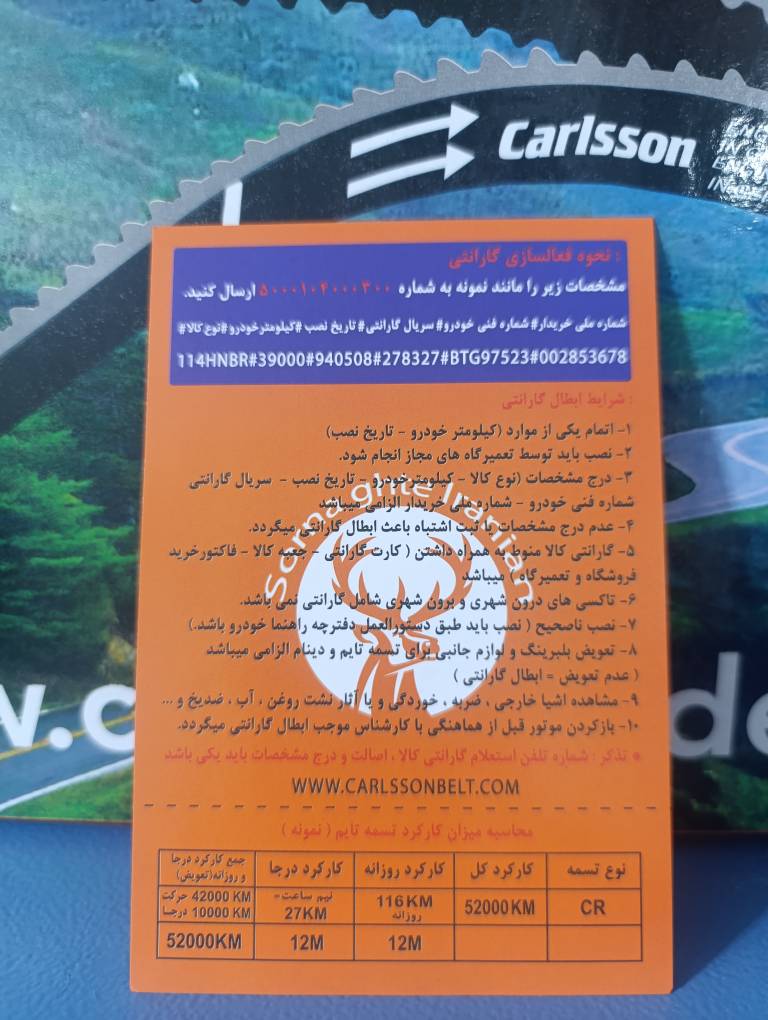 Carlsson
نحوه فعالسازی گارانتی :
مشخصات زیر را مانند نمونه به شماره ۵۰۰۰۱۰۴۰۰۰۳۰۰ ارسال کنید.
شماره ملی خریدار# شماره فنی خودرو# سریال گارانتی# تاریخ نصب #کیلومترخودرو#نوع کالا#
114HNBR#39000#940508#278327#BTG97523#002853678
شرایط ابطال گارانتی :
۱- اتمام یکی از موارد (کیلومتر خودرو - تاریخ نصب)
۲- نصب باید توسط تعمیرگاه های مجاز انجام شود.
۳- درج مشخصات (نوع کالا - کیلومترخودرو - تاریخ نصب - سریال گارانتی
شماره فنی خودرو - شماره ملی خریدار الزامی میباشد
۴- عدم درج مشخصات یا ثبت اشتباه باعث ابطال گارانتی میگردد.
۵- گارانتی کالا منوط به همراه داشتن ( کارت گارانتی - جعبه کالا - فاکتورخرید
فروشگاه و تعمیرگاه ) میباشد
۶- تاکسی های درون شهری و برون شهری شامل گارانتی نمی باشد.
۷- نصب ناصحیح ( نصب باید طبق دستورالعمل دفترچه راهنما خودرو باشد.)
۸- تعویض بلبرینگ و لوازم جانبی برای تسمه تایم و دینام الزامی میباشد
( عدم تعویض = ابطال گارانتی )
۹- مشاهده اشیا خارجی ، ضربه ، خوردگی و یا آثار نشت روغن ، آب ، ضدیخ و ...
۱۰- بازکردن موتور قبل از هماهنگی با کارشناس موجب ابطال گارانتی میگردد.
* تذکر : شماره تلفن استعلام گارانتی کالا ، اصالت و درج مشخصات باید یکی باشد
WWW.CARLSSONBELT.COM
Somaghte Iranian
محاسبه میزان کارکرد تسمه تایم ( نمونه )
نوع تسمه کارکرد کل کارکرد روزانه کارکرد درجا جمع کارکرد درجا
و روزانه(تعویض)
CR 52000KM 116KM روزانه نیم ساعت= 27KM 42000 KM حرکت
10000 KM درجا
12M 12M 52000KM